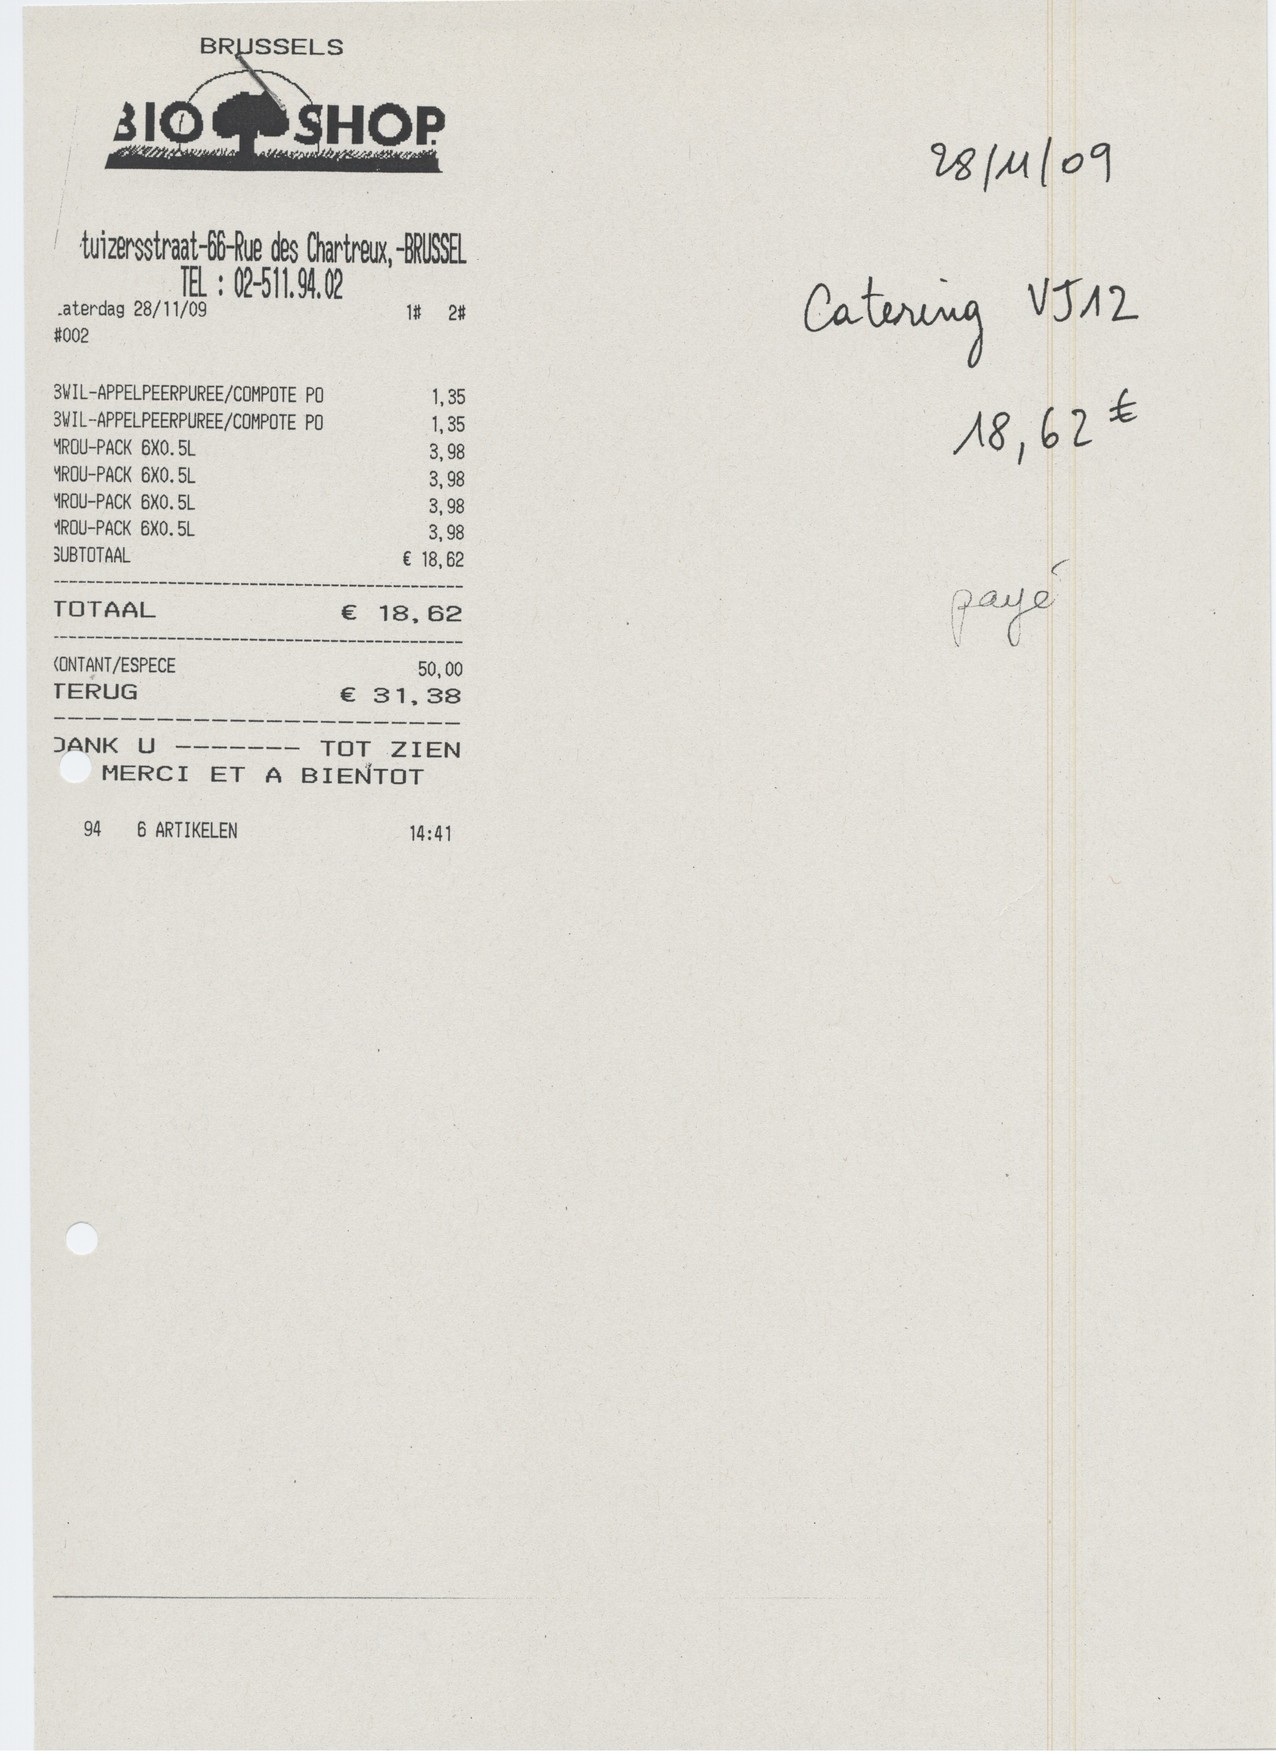 BRUSSELS
BIO SHOP
tuizersstraat-66-Rue des Chartreux,-BRUSSEL
TEL : 02-511.94.02
aterdag 28/11/09 1# 2#
#002
WIL-APPELPEERPUREE/COMPOTE PO 1,35
WIL-APPELPEERPUREE/COMPOTE PO 1,35
MROU-PACK 6X0.5L 3,98
MROU-PACK 6X0.5L 3,98
MROU-PACK 6X0.5L 3,98
MROU-PACK 6X0.5L 3,98
SUBTOTAAL € 18,62
TOTAAL € 18,62
KONTANT/ESPECE 50,00
TERUG € 31,38
DANK U ------- TOT ZIEN
MERCI ET A BIENTOT
94 6 ARTIKELEN 14:41
28/11/09
Catering VJ12
18,62 €
payé